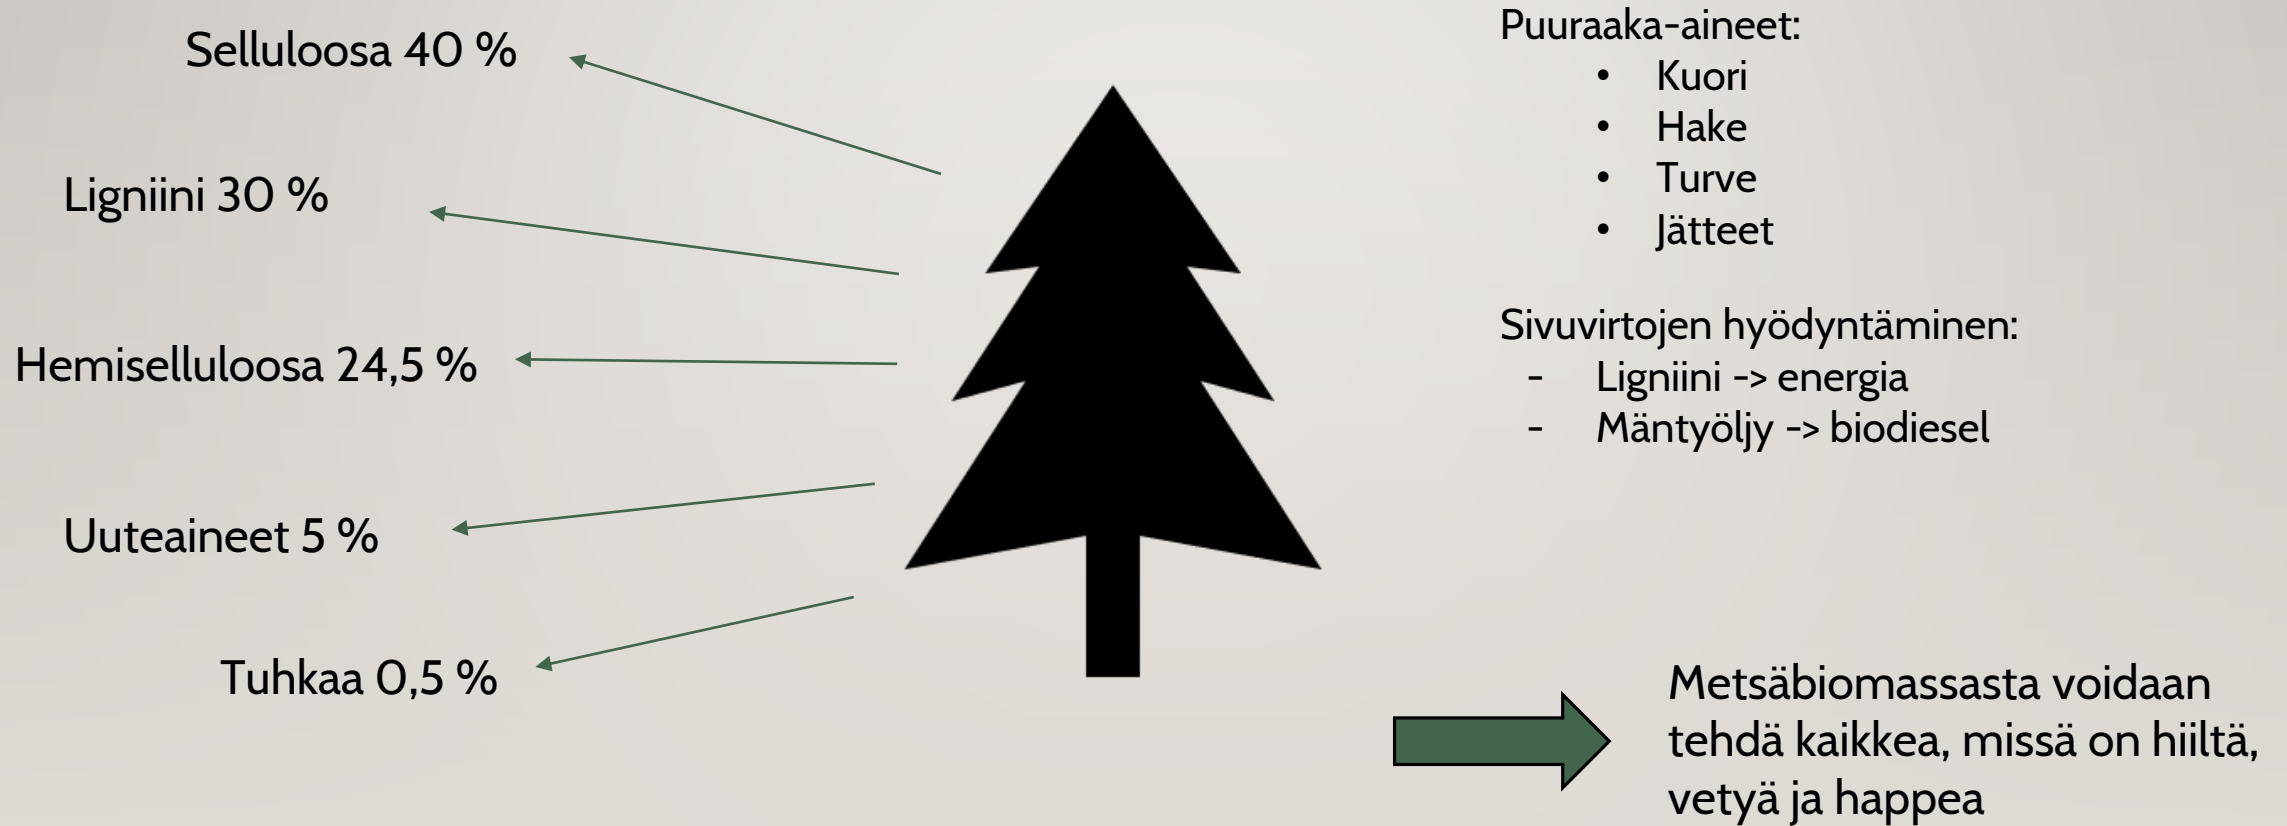 Selluloosa 40 %
Ligniini 30 %
Hemiselluloosa 24,5 %
Uuteaineet 5 %
Tuhkaa 0,5 %
Puuraaka-aineet:
• Kuori
• Hake
• Turve
• Jätteet
Sivuvirtojen hyödyntäminen:
- Ligniini -> energia
- Mäntyöljy -> biodiesel
Metsäbiomassasta voidaan
tehdä kaikkea, missä on hiiltä,
vetyä ja happea